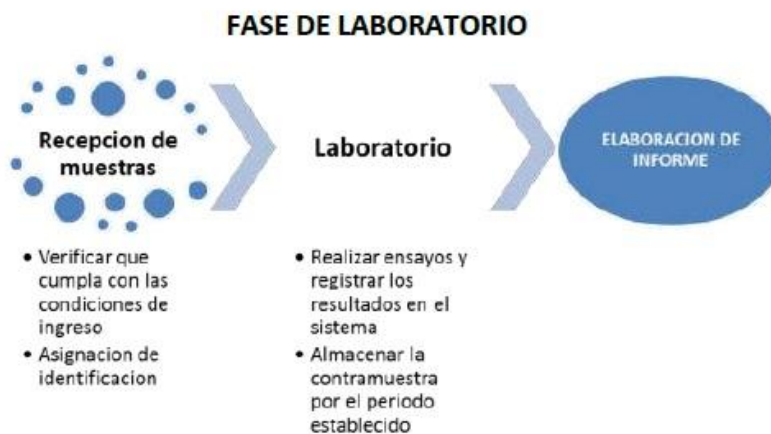 FASE DE LABORATORIO
Recepcion de
muestras
• Verificar que
cumpla con las
condiciones de
ingreso
• Asignacion de
identificacion
Laboratorio
• Realizar ensayos y
registrar los
resultados en el
sistema
• Almacenar la
contramuestra
por el periodo
establecido
ELABORACION DE
INFORME